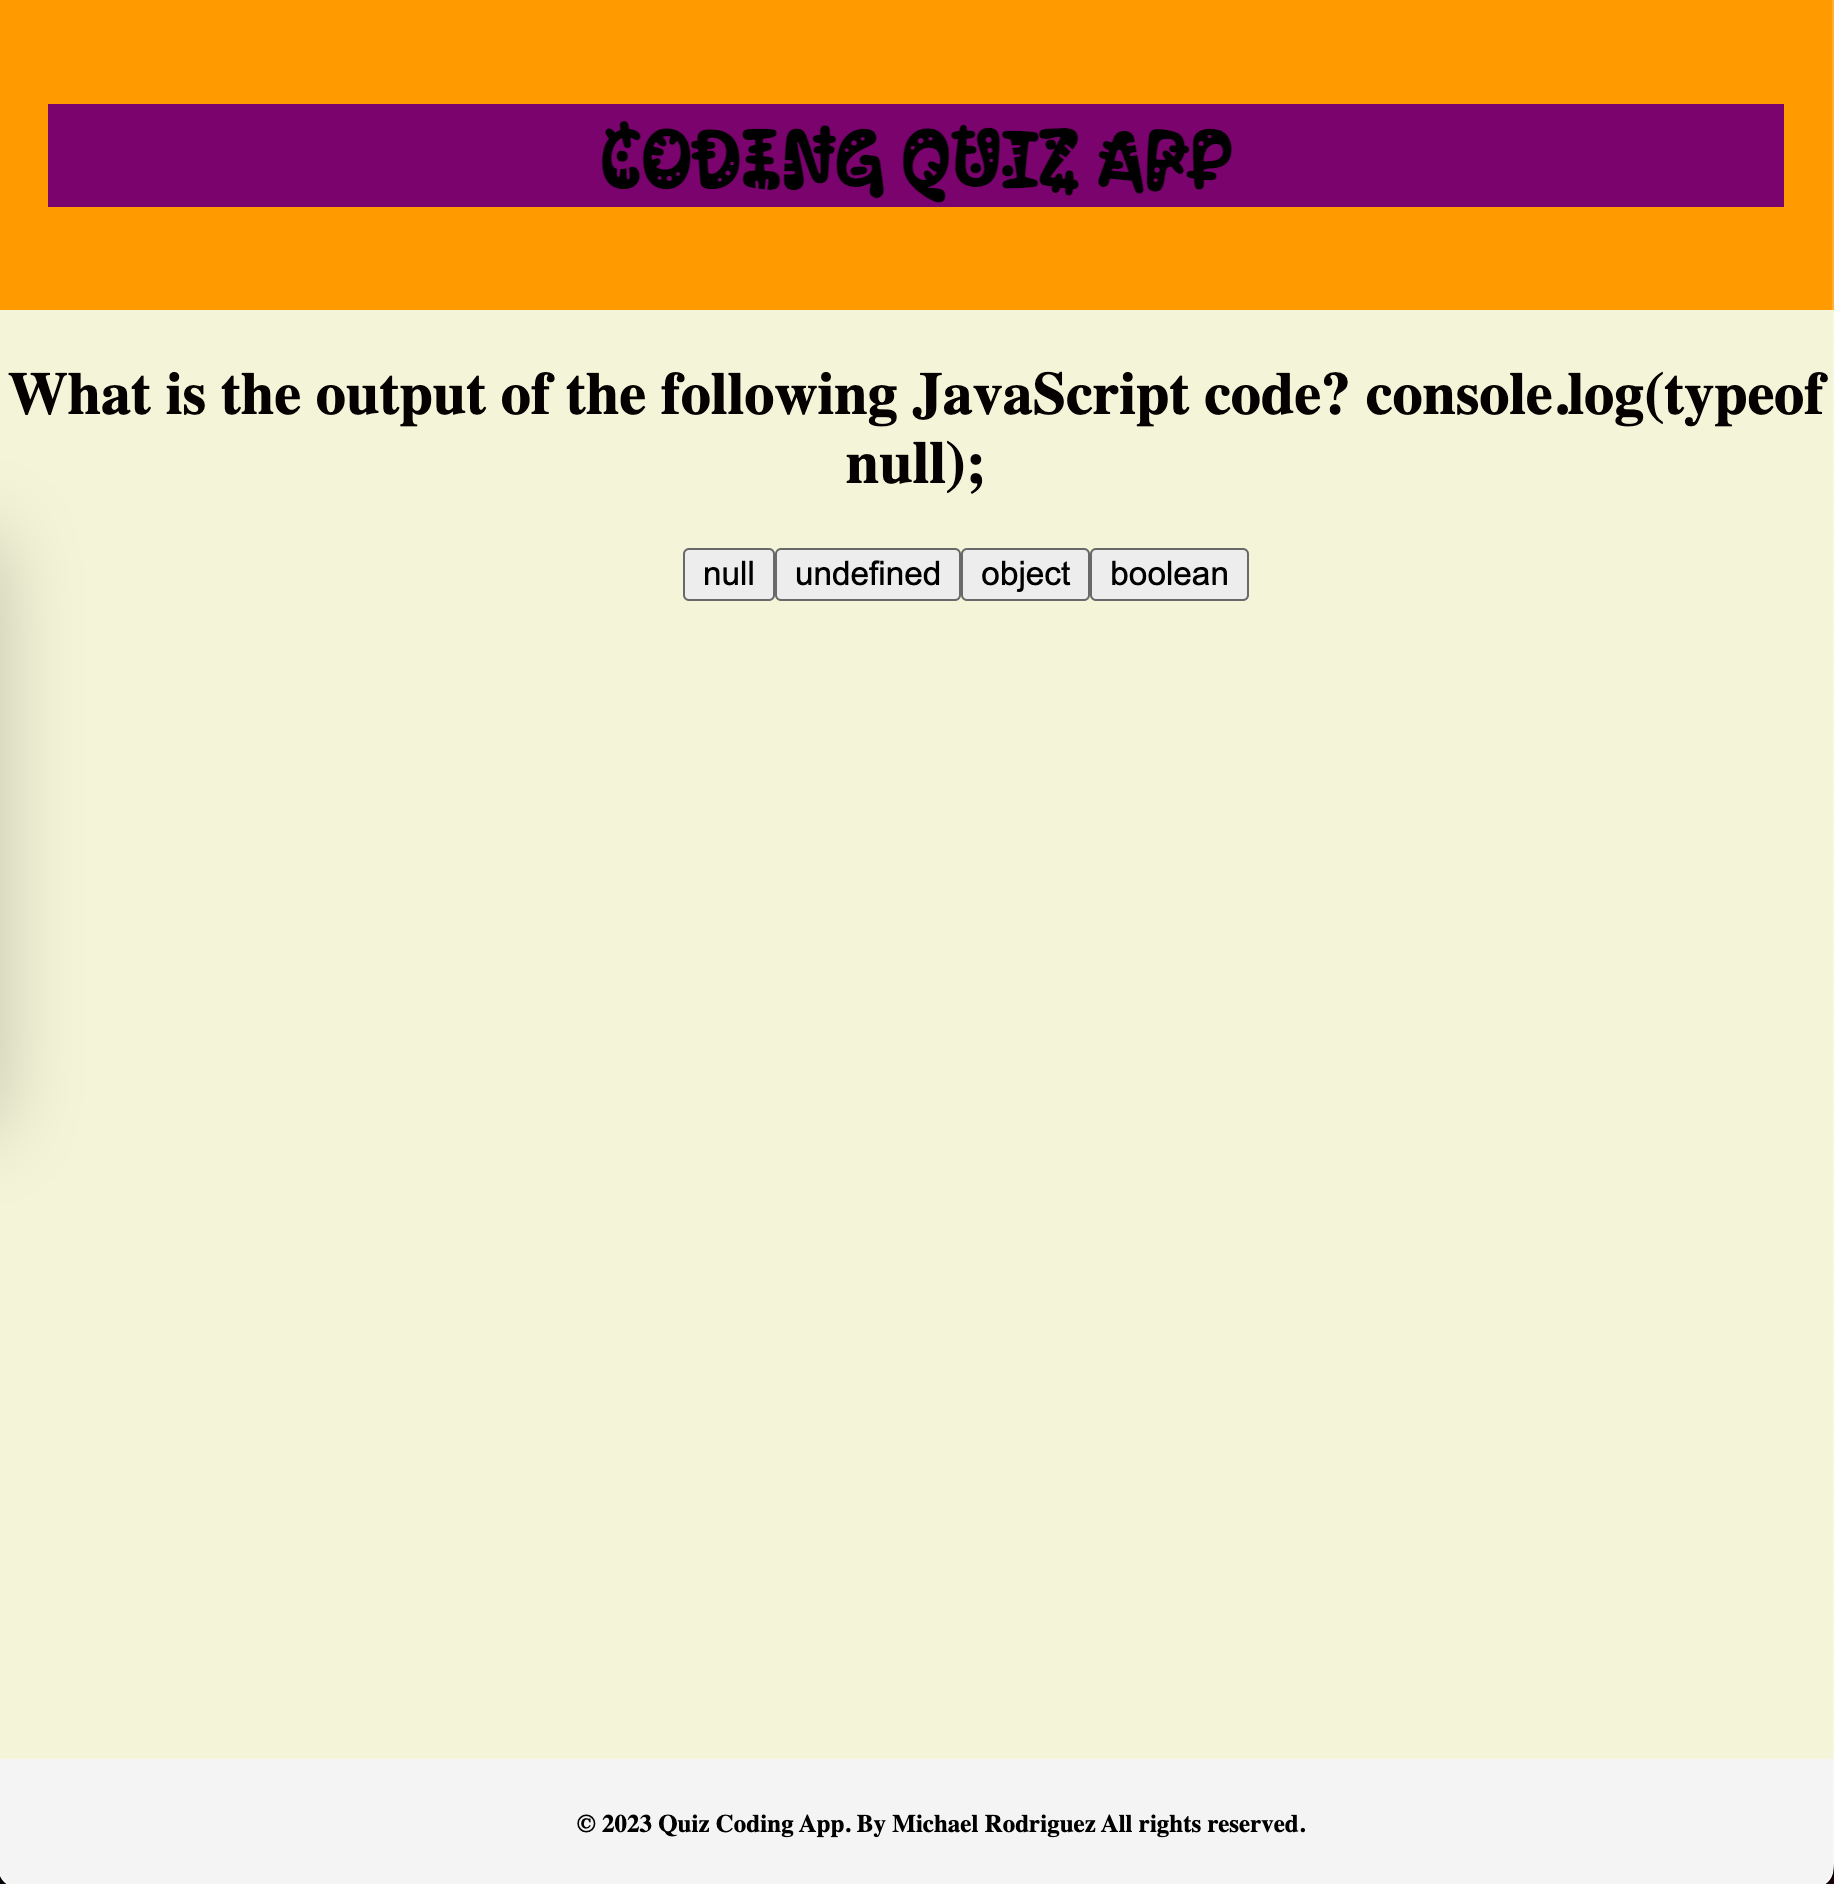 CODING QUIZ APP
What is the output of the following JavaScript code? console.log(typeof
null);
null undefined object boolean
© 2023 Quiz Coding App. By Michael Rodriguez All rights reserved.